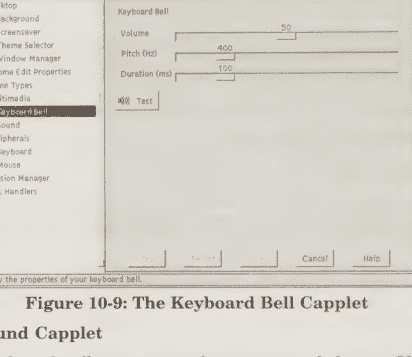 ktop
ackground
creensaver
Theme Selector
Window Manager
ome Edit Properties
me Types
ltimedia
Keyboard Bell
ound
ipherals
Keyboard
Mouse
sion Manager
L Handlers
Keyboard Bell
Volume
50
Pitch (Hz)
400
Duration (ms)
100
Test
Cancel
Help
y the properties of your keyboard bell.
Figure 10-9: The Keyboard Bell Capplet
und Capplet